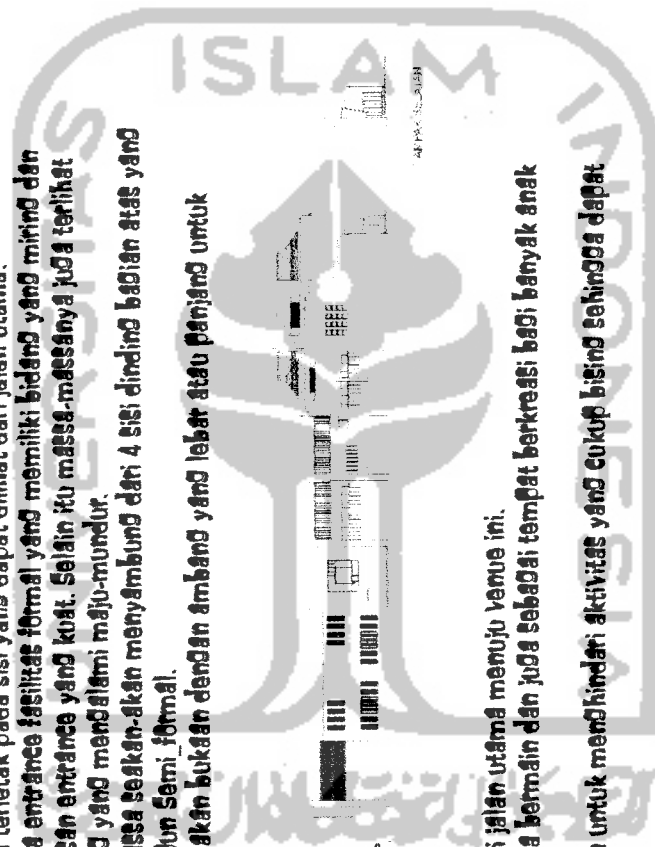 terletak pada sisi yang dapat dilihat dari jalan utama.
a entrance fasilitas formal yang memiliki bidang yang miring dan
san entrance yang kuat. Selain itu massa-massanya juga terlihat
g yang mengalami maju-mundur.
ssa seakan-akan menyambung dari 4 sisi dinding bagian atas yang
un Semi formal.
akan bukaan dengan ambang yang lebar atau panjang untuk
i jalan utama menuju venue ini.
a bermain dan juga sebagai tempat berkreasi bagi banyak anak
untuk menghindari aktivitas yang cukup bising sehingga dapat
UNIVERSITAS
ISLAM
INDONESIA